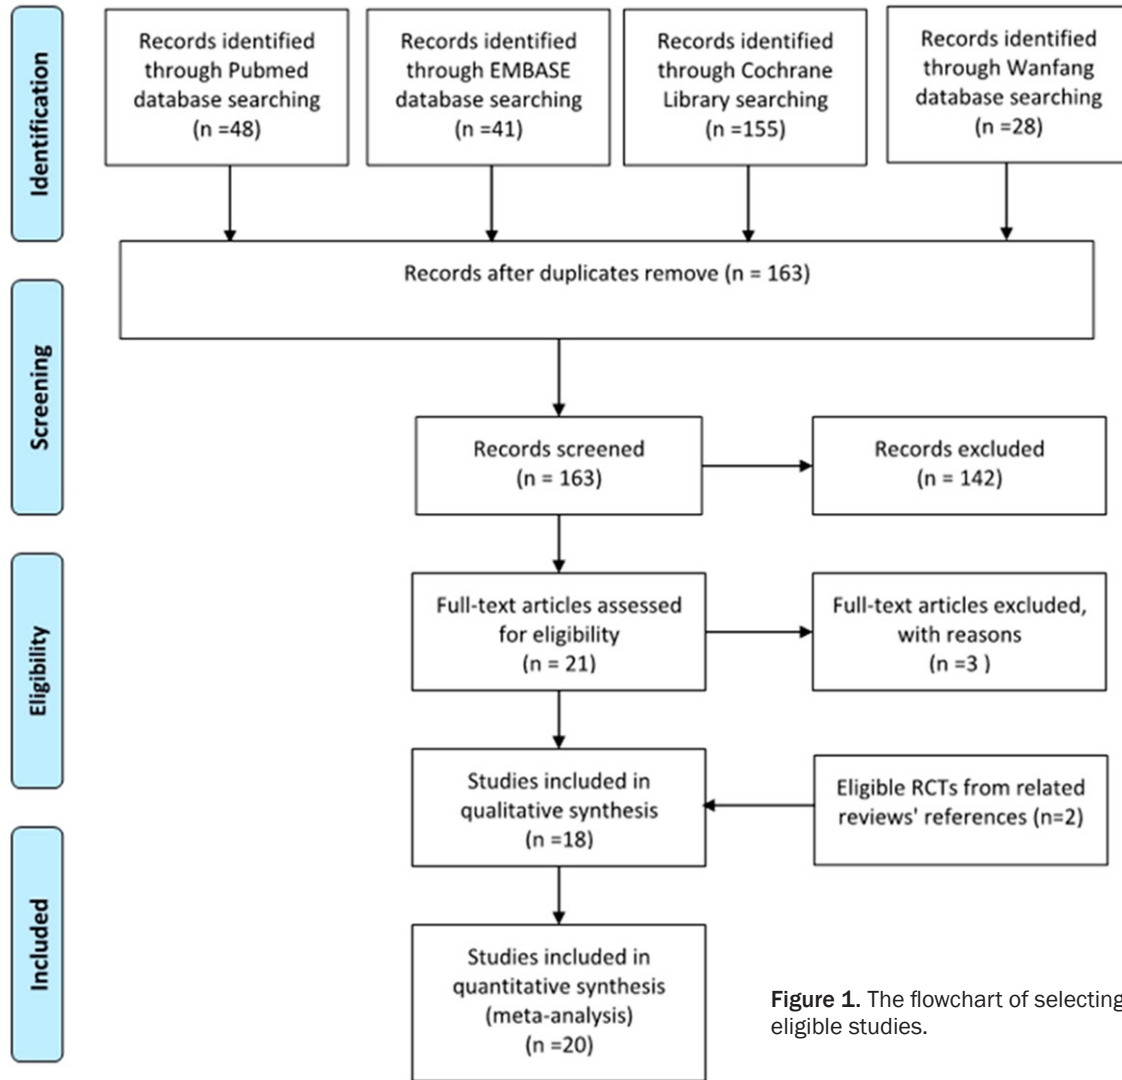 Identification
Records identified
through Pubmed
database searching
(n =48)
Records identified
through EMBASE
database searching
(n =41)
Records identified
through Cochrane
Library searching
(n =155)
Records identified
through Wanfang
database searching
(n =28)
Records after duplicates remove (n = 163)
Screening
Records screened
(n = 163)
Records excluded
(n = 142)
Eligibility
Full-text articles assessed
for eligibility
(n = 21)
Full-text articles excluded,
with reasons
(n =3 )
Studies included in
qualitative synthesis
(n =18)
Eligible RCTs from related
reviews' references (n=2)
Included
Studies included in
quantitative synthesis
(meta-analysis)
(n =20)
Figure 1. The flowchart of selecting
eligible studies.